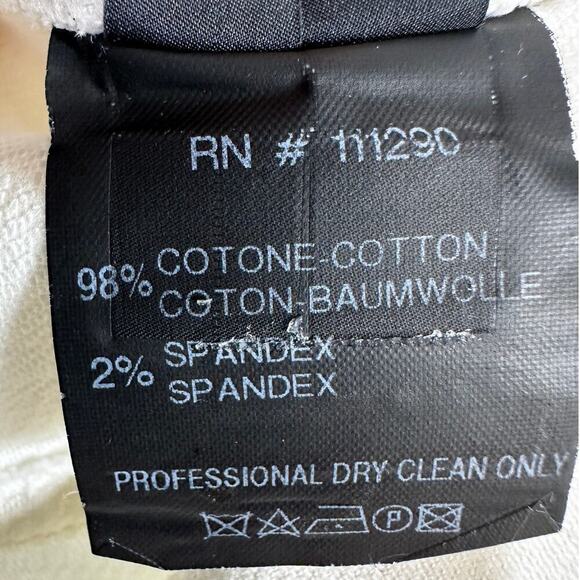 RN # 111290
98% COTONE-COTTON
COTON-BAUMWOLLE
2% SPANDEX
SPANDEX
PROFESSIONAL DRY CLEAN ONLY
P